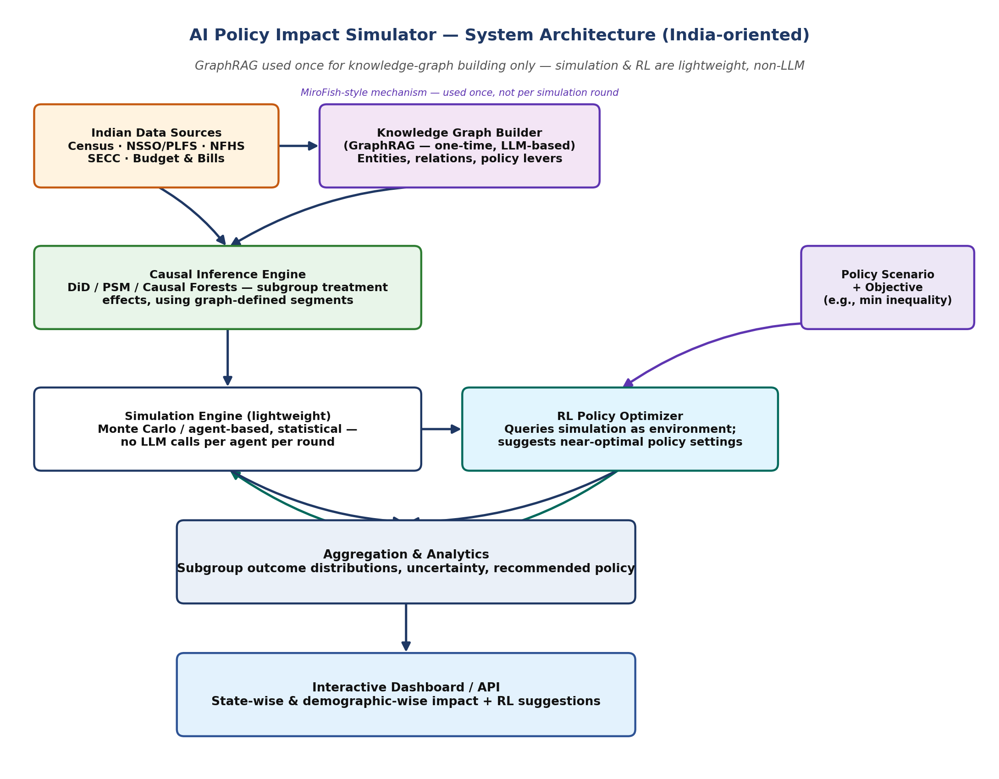 AI Policy Impact Simulator — System Architecture (India-oriented)
GraphRAG used once for knowledge-graph building only — simulation & RL are lightweight, non-LLM
MiroFish-style mechanism — used once, not per simulation round
Indian Data Sources
Census · NSSO/PLFS · NFHS
SECC · Budget & Bills
Knowledge Graph Builder
(GraphRAG — one-time, LLM-based)
Entities, relations, policy levers
Causal Inference Engine
DiD / PSM / Causal Forests — subgroup treatment
effects, using graph-defined segments
Policy Scenario
+ Objective
(e.g., min inequality)
Simulation Engine (lightweight)
Monte Carlo / agent-based, statistical —
no LLM calls per agent per round
RL Policy Optimizer
Queries simulation as environment;
suggests near-optimal policy settings
Aggregation & Analytics
Subgroup outcome distributions, uncertainty, recommended policy
Interactive Dashboard / API
State-wise & demographic-wise impact + RL suggestions